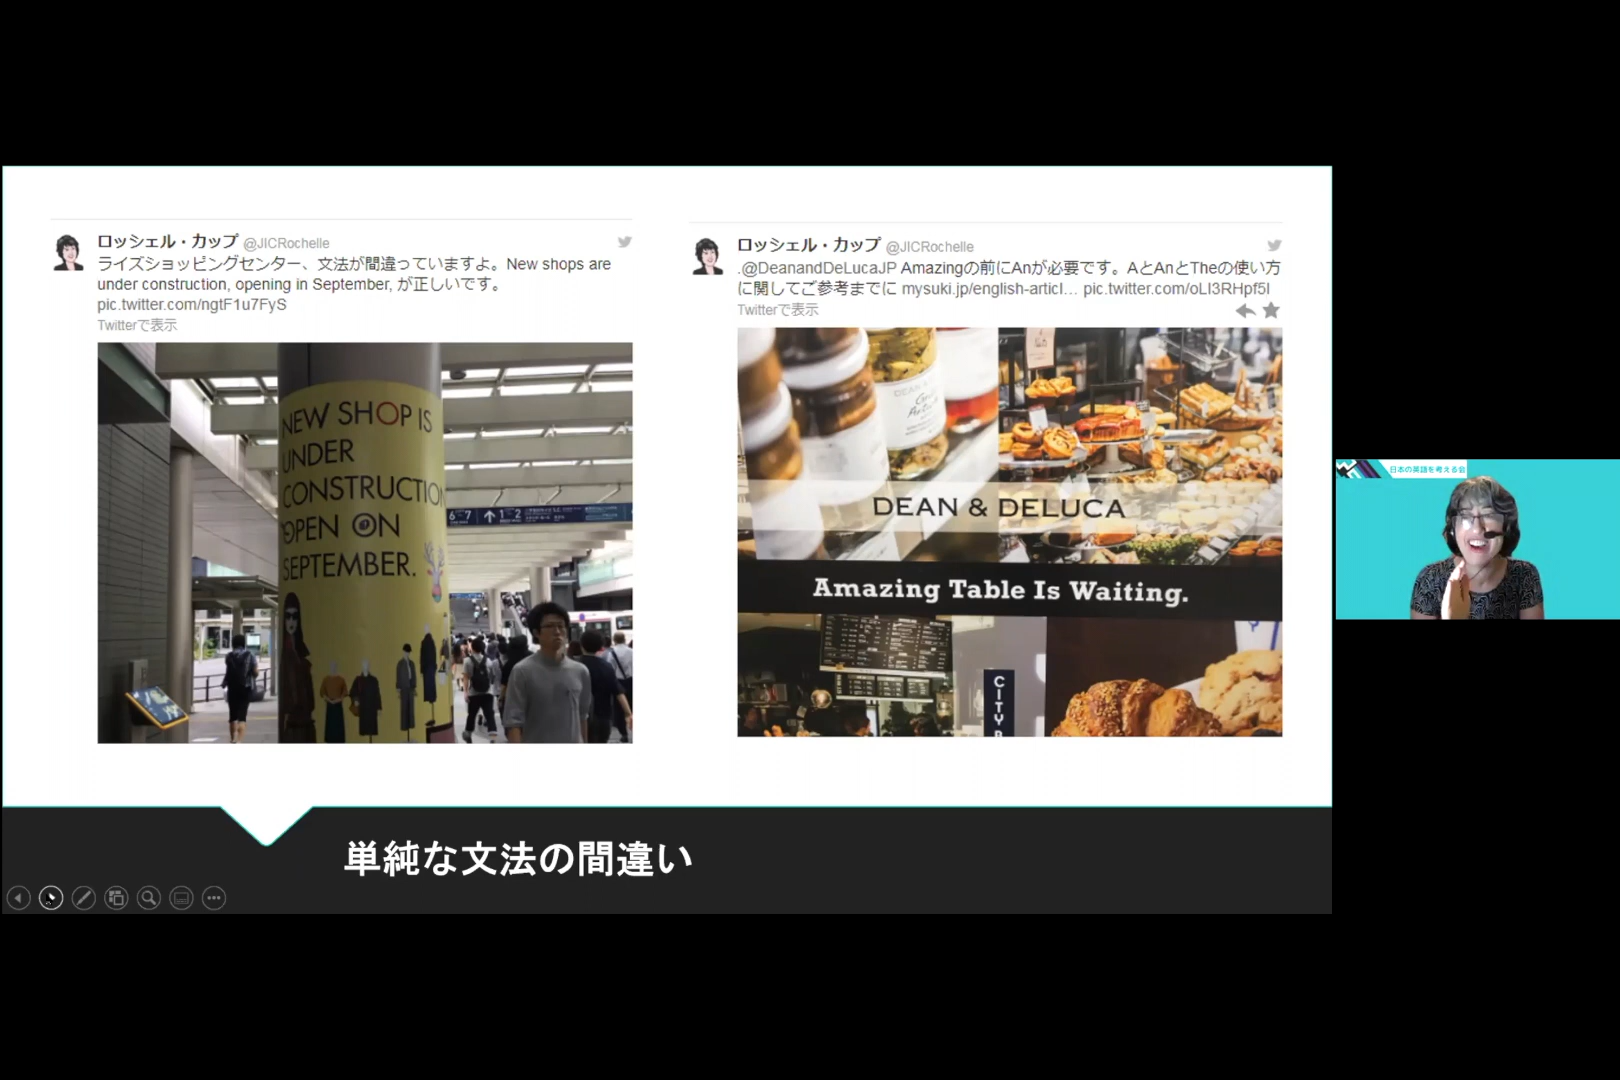 ロッシェル・カップ @JICRochelle
ライズショッピングセンター、文法が間違っていますよ。New shops are
under construction, opening in September, が正しいです。
pic.twitter.com/ngtF1u7FyS
Twitterで表示
NEW SHOP IS
UNDER
CONSTRUCTION
OPEN ON
SEPTEMBER.
6-7
1-2
ロッシェル・カップ @JICRochelle
.@DeanandDeLucaJP Amazingの前にAnが必要です。AとAnとTheの使い方
に関してご参考までに mysuki.jp/english-articl… pic.twitter.com/oLI3RHpf5I
Twitterで表示
DEAN & DELUCA
Amazing Table Is Waiting.
CITY B
単純な文法の間違い
日本の英語を考える会